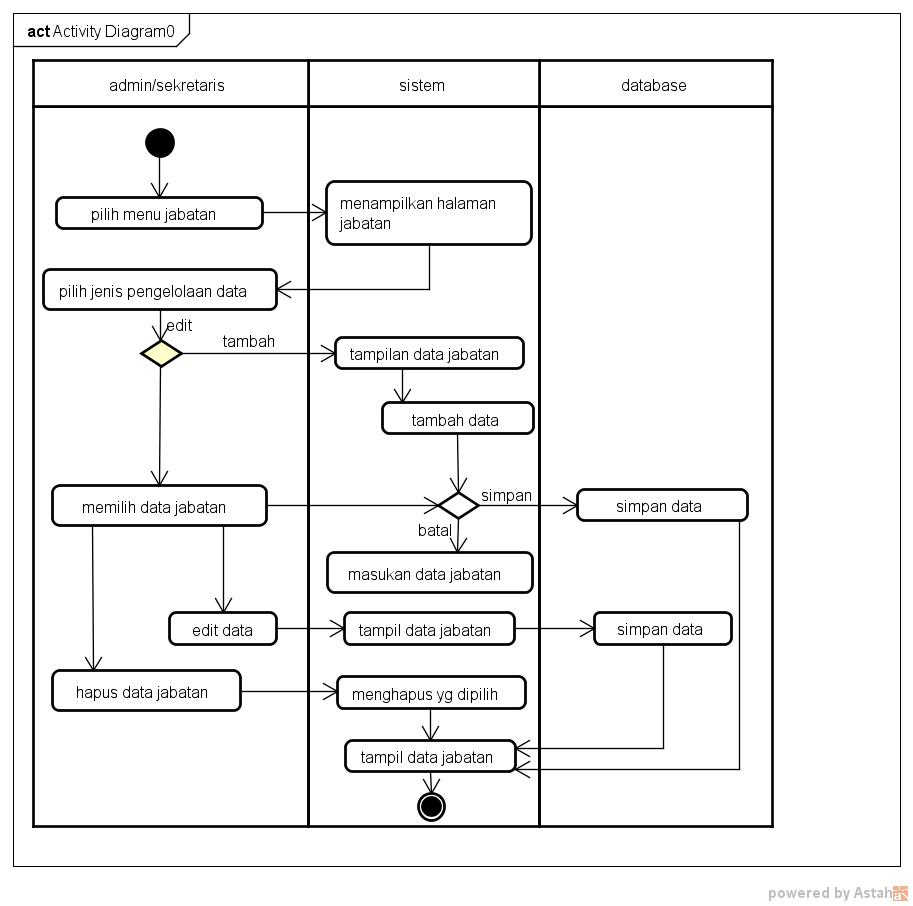 act Activity Diagram0
admin/sekretaris
sistem
database
pilih menu jabatan
menampilkan halaman
jabatan
pilih jenis pengelolaan data
edit
tambah
tampilan data jabatan
tambah data
memilih data jabatan
simpan
simpan data
batal
masukan data jabatan
edit data
tampil data jabatan
simpan data
hapus data jabatan
menghapus yg dipilih
tampil data jabatan
powered by Astah